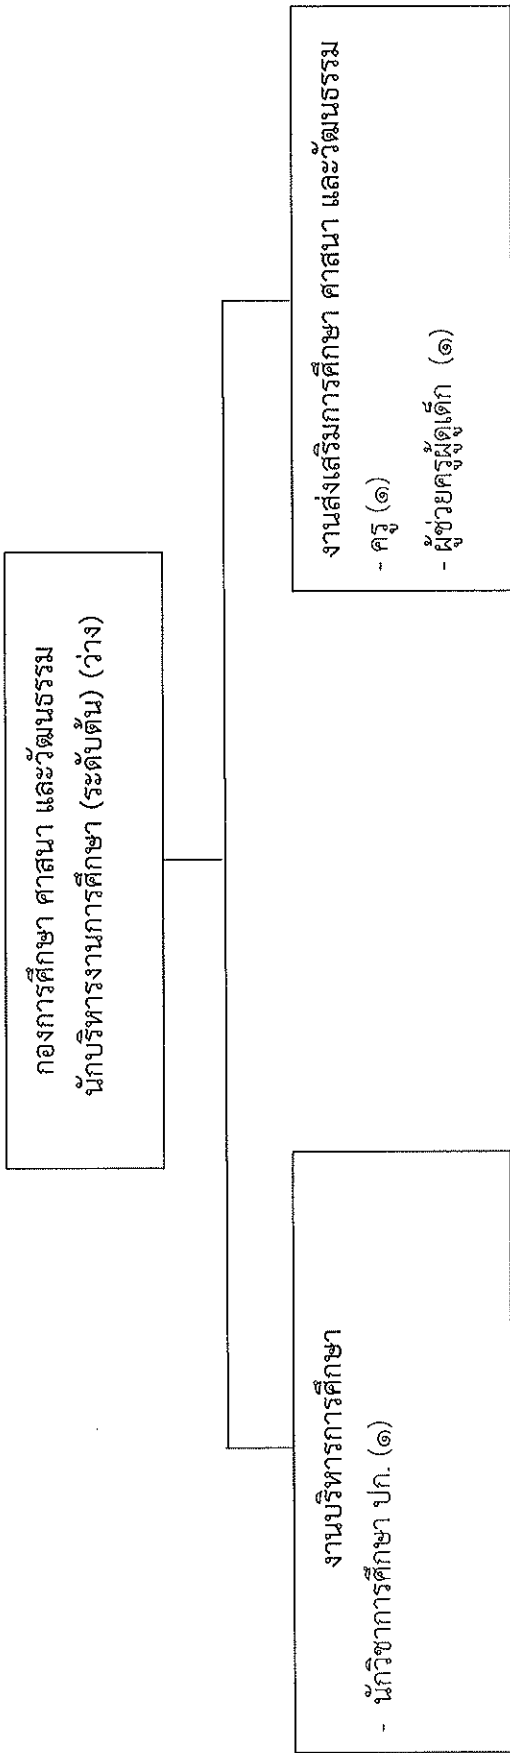 กองการศึกษา ศาสนา และวัฒนธรรม
นักบริหารงานการศึกษา (ระดับต้น) (ว่าง)
งานบริหารการศึกษา
- นักวิชาการศึกษา ปก. (๑)
งานส่งเสริมการศึกษา ศาสนา และวัฒนธรรม
- ครู (๑)
- ผู้ช่วยครูผู้ดูเด็ก (๑)